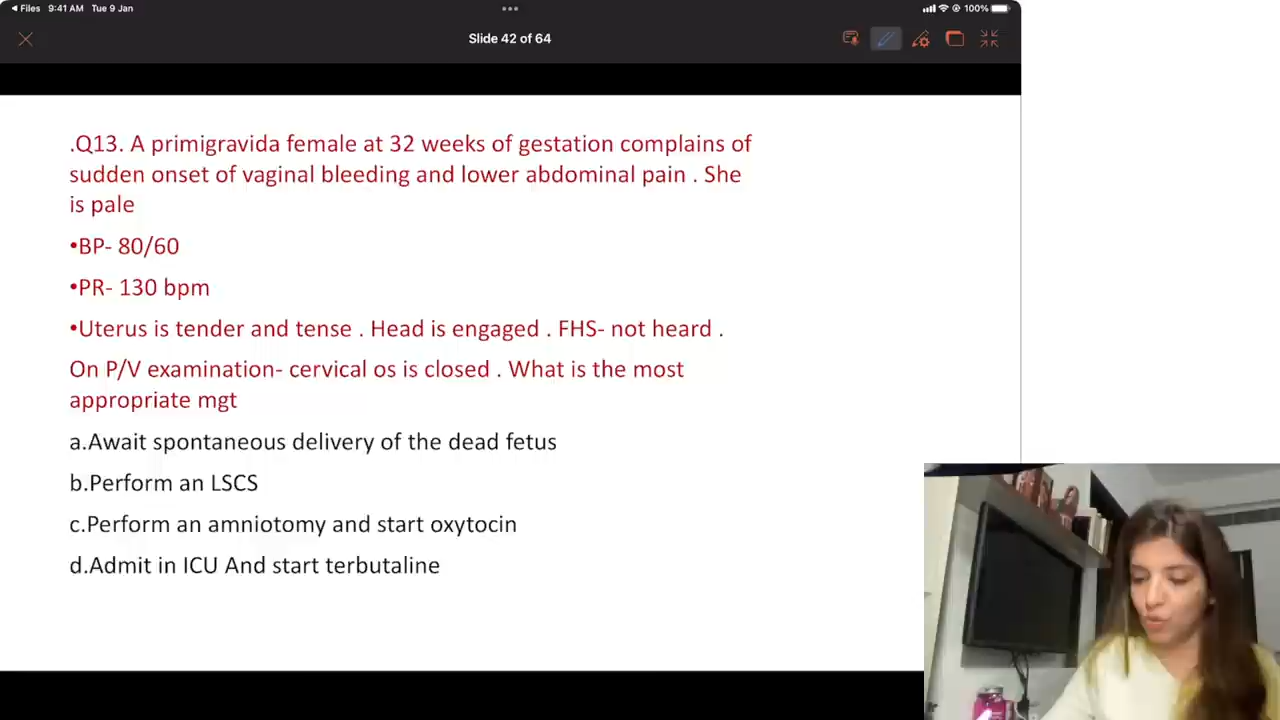 Files 9:41 AM Tue 9 Jan
100%
Slide 42 of 64
.Q13. A primigravida female at 32 weeks of gestation complains of
sudden onset of vaginal bleeding and lower abdominal pain . She
is pale
•BP- 80/60
•PR- 130 bpm
•Uterus is tender and tense . Head is engaged . FHS- not heard .
On P/V examination- cervical os is closed . What is the most
appropriate mgt
a.Await spontaneous delivery of the dead fetus
b.Perform an LSCS
c.Perform an amniotomy and start oxytocin
d.Admit in ICU And start terbutaline